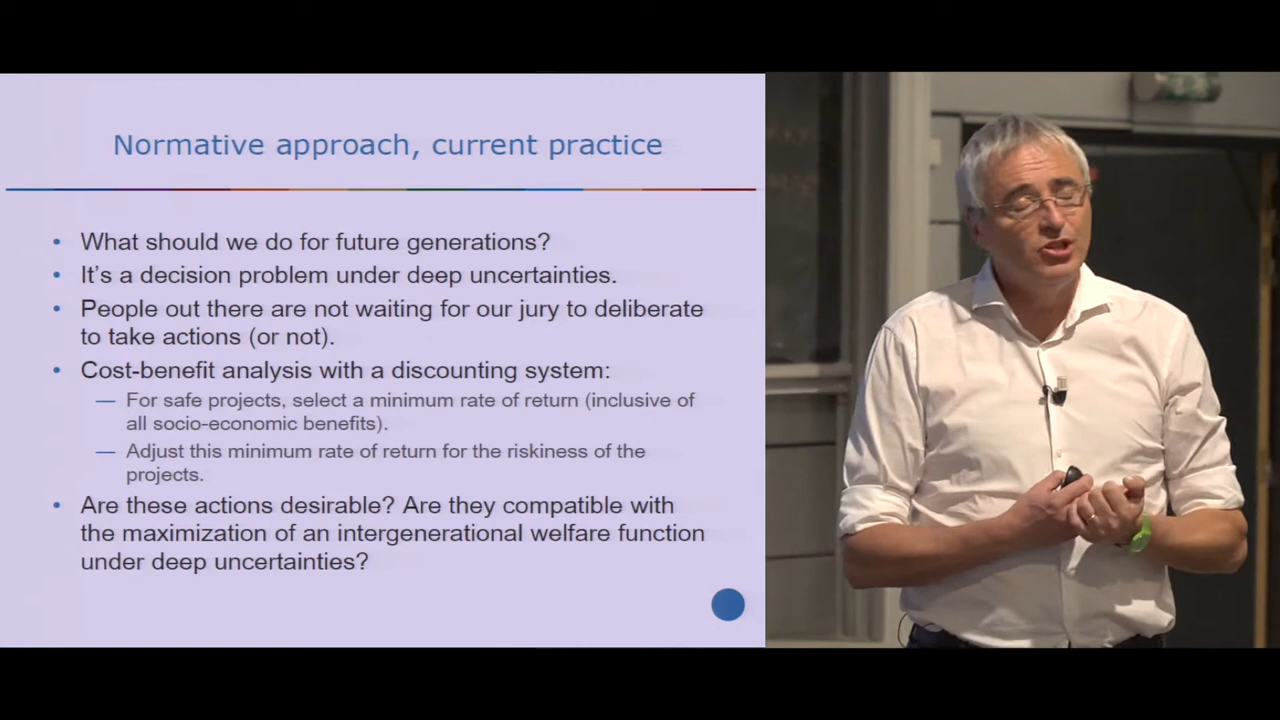 Normative approach, current practice
• What should we do for future generations?
• It's a decision problem under deep uncertainties.
• People out there are not waiting for our jury to deliberate
to take actions (or not).
• Cost-benefit analysis with a discounting system:
— For safe projects, select a minimum rate of return (inclusive of
all socio-economic benefits).
— Adjust this minimum rate of return for the riskiness of the
projects.
• Are these actions desirable? Are they compatible with
the maximization of an intergenerational welfare function
under deep uncertainties?